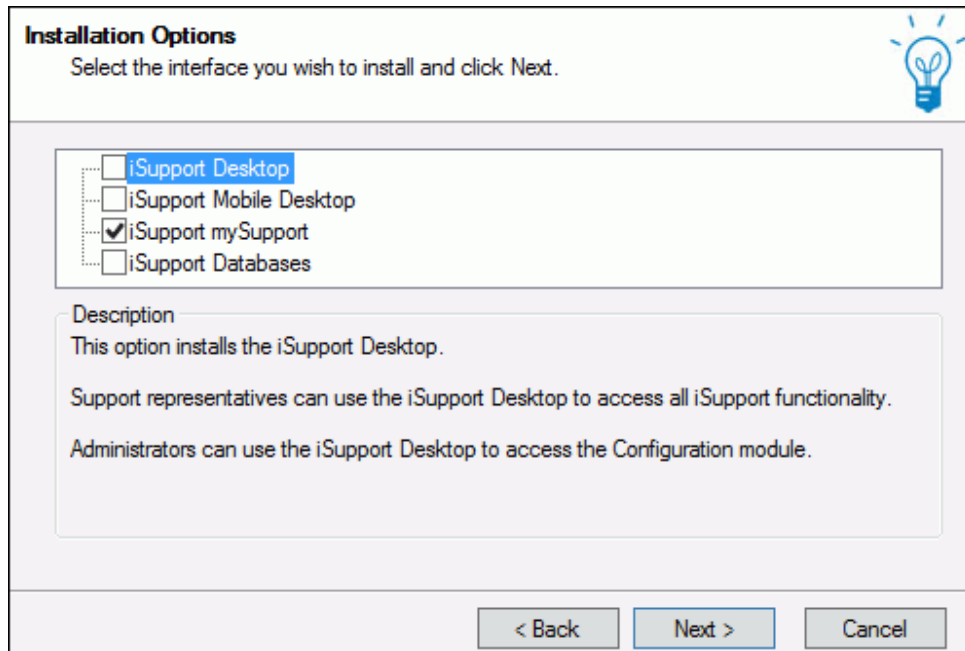 Installation Options
Select the interface you wish to install and click Next.
iSupport Desktop
iSupport Mobile Desktop
iSupport mySupport
iSupport Databases
Description
This option installs the iSupport Desktop.
Support representatives can use the iSupport Desktop to access all iSupport functionality.
Administrators can use the iSupport Desktop to access the Configuration module.
< Back
Next >
Cancel